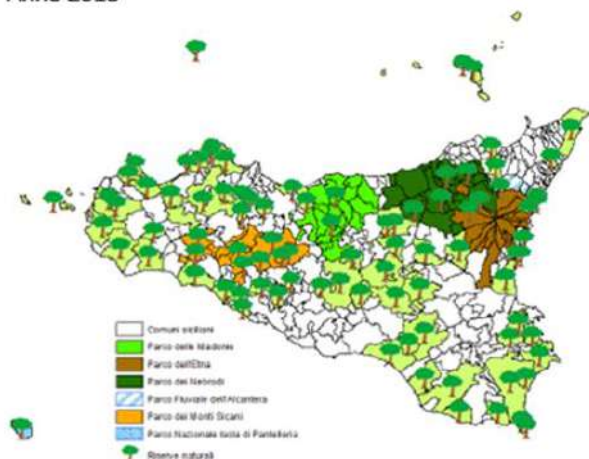 Anno 2018
Comuni siciliani
Parco delle Madonie
Parco dell'Etna
Parco dei Nebrodi
Parco Fluviale dell'Alcantara
Parco dei Monti Sicani
Parco Nazionale Isola di Pantelleria
Riserve naturali